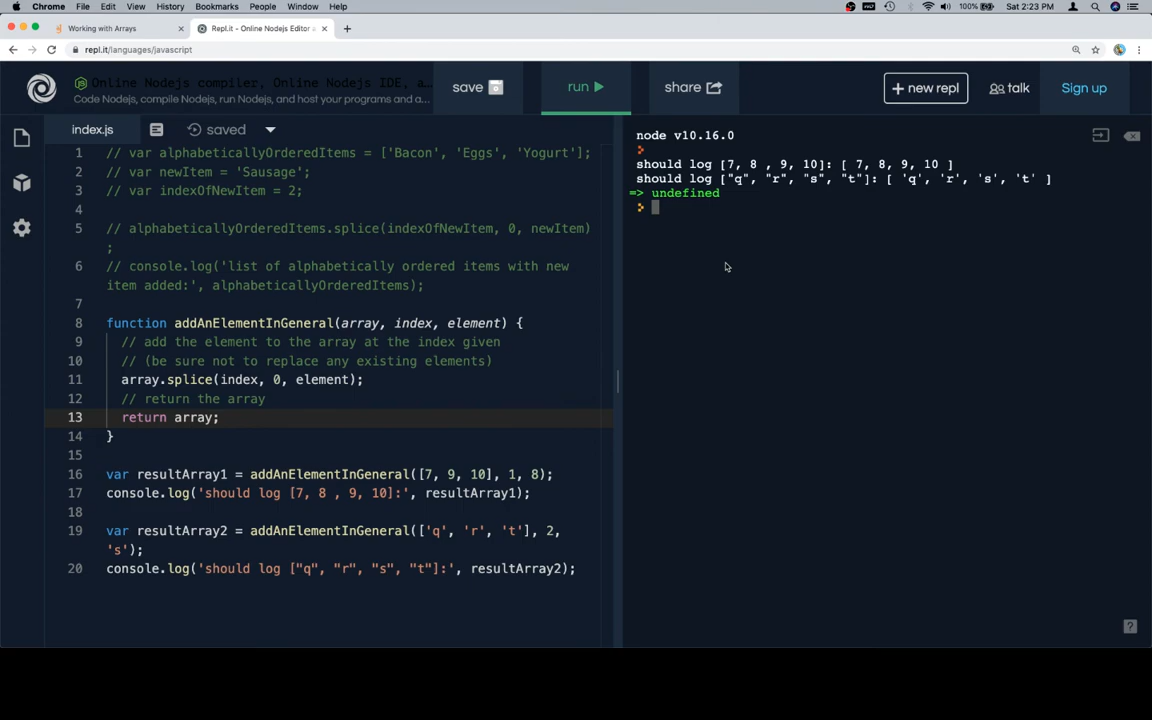 Chrome File Edit View History Bookmarks People Window Help 100% Sat 2:23 PM
Working with Arrays × Repl.it - Online Nodejs Editor × +
repl.it/languages/javascript
Online Nodejs compiler, Online Nodejs IDE, a…
Code Nodejs, compile Nodejs, run Nodejs, and host your programs and a…
save run share + new repl talk Sign up
index.js saved
1 // var alphabeticallyOrderedItems = ['Bacon', 'Eggs', 'Yogurt'];
2 // var newItem = 'Sausage';
3 // var indexOfNewItem = 2;
4
5 // alphabeticallyOrderedItems.splice(indexOfNewItem, 0, newItem)
;
6 // console.log('list of alphabetically ordered items with new
item added:', alphabeticallyOrderedItems);
7
8 function addAnElementInGeneral(array, index, element) {
9 // add the element to the array at the index given
10 // (be sure not to replace any existing elements)
11 array.splice(index, 0, element);
12 // return the array
13 return array;
14 }
15
16 var resultArray1 = addAnElementInGeneral([7, 9, 10], 1, 8);
17 console.log('should log [7, 8 , 9, 10]:', resultArray1);
18
19 var resultArray2 = addAnElementInGeneral(['q', 'r', 't'], 2,
's');
20 console.log('should log ["q", "r", "s", "t"]:', resultArray2);
node v10.16.0
should log [7, 8 , 9, 10]: [ 7, 8, 9, 10 ]
should log ["q", "r", "s", "t"]: [ 'q', 'r', 's', 't' ]
=> undefined
?